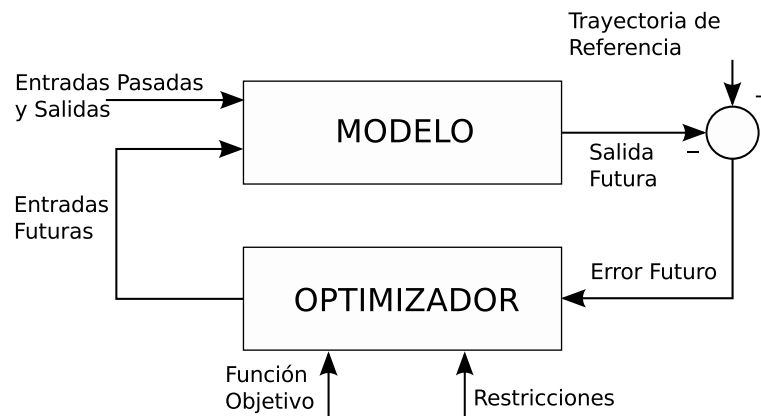 Trayectoria de
Referencia
Entradas Pasadas
y Salidas
MODELO
Salida
Futura
Entradas
Futuras
Error Futuro
OPTIMIZADOR
Función
Objetivo
Restricciones